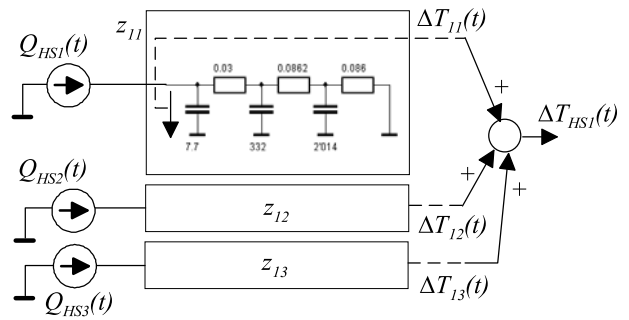 z11
ΔT11(t)
QHS1(t)
0.03
0.0862
0.086
7.7
332
2'014
+
ΔTHS1(t)
+
+
QHS2(t)
z12
ΔT12(t)
z13
ΔT13(t)
QHS3(t)